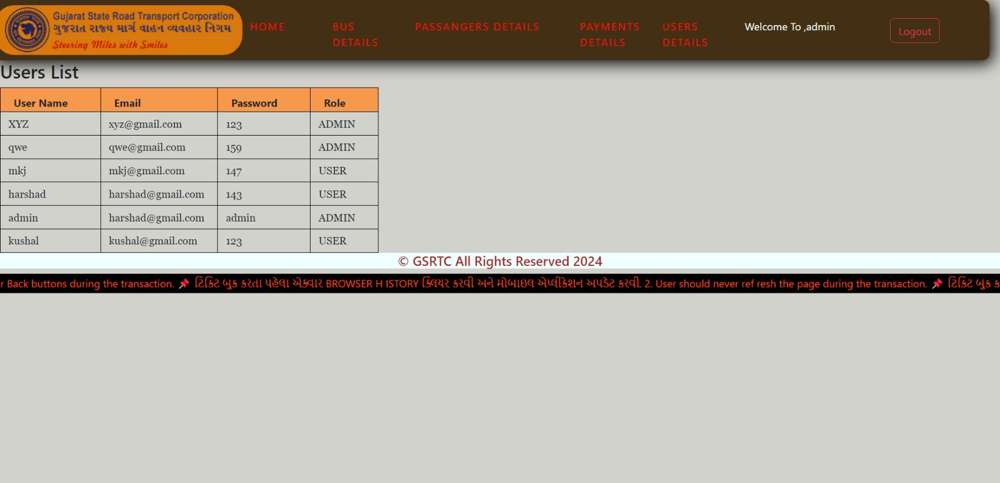 Gujarat State Road Transport Corporation
ગુજરાત રાજ્ય માર્ગ વાહન વ્યવહાર નિગમ
Steering Miles with Smiles
HOME
BUS
DETAILS
PASSANGERS DETAILS
PAYMENTS
DETAILS
USERS
DETAILS
Welcome To ,admin
Logout
Users List
User Name Email Password Role
XYZ xyz@gmail.com 123 ADMIN
qwe qwe@gmail.com 159 ADMIN
mkj mkj@gmail.com 147 USER
harshad harshad@gmail.com 143 USER
admin harshad@gmail.com admin ADMIN
kushal kushal@gmail.com 123 USER
© GSRTC All Rights Reserved 2024
r Back buttons during the transaction. 📌 ટિકિટ બુક કરતા પહેલા એકવાર BROWSER H ISTORY ક્લિયર કરવી અને મોબાઇલ એપ્લીકેશન અપડેટ કરવી. 2. User should never ref resh the page during the transaction. 📌 ટિકિટ બુક ક